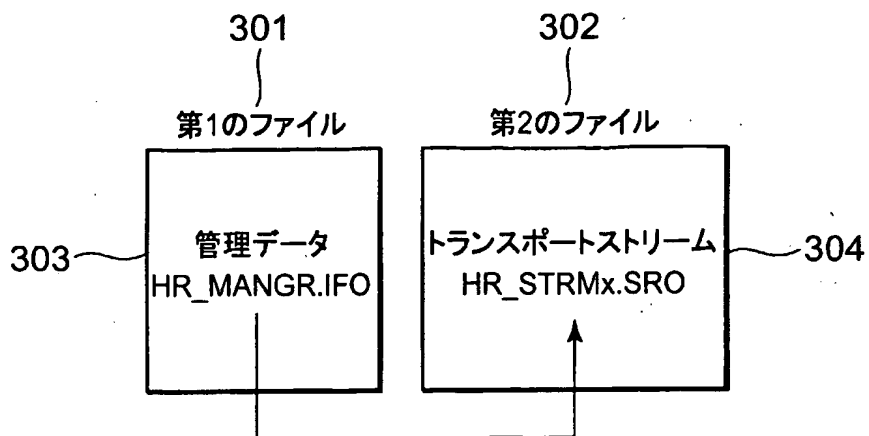 301
302
第1のファイル
第2のファイル
303
管理データ
HR_MANGR.IFO
トランスポートストリーム
HR_STRMx.SRO
304